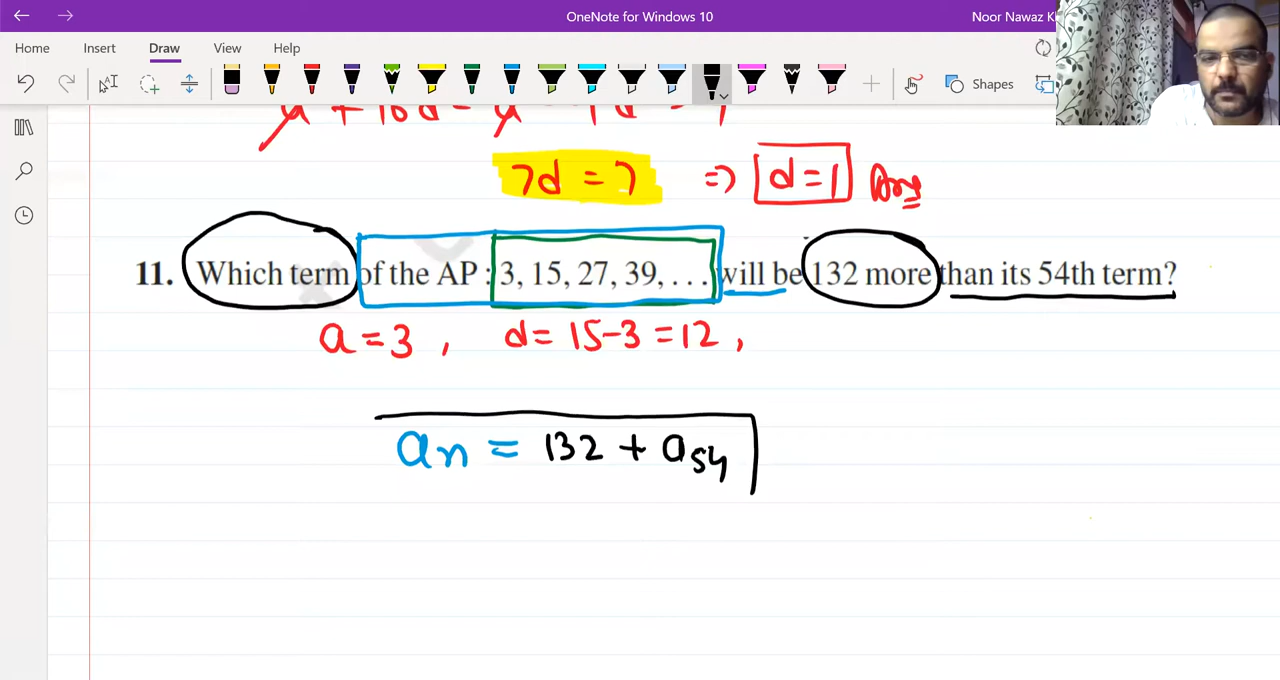 OneNote for Windows 10
Noor Nawaz K
Home Insert Draw View Help
Shapes
7d = 7 => d=1 Ans
11. Which term of the AP : 3, 15, 27, 39, . . . will be 132 more than its 54th term?
a = 3 , d = 15-3 = 12 ,
an = 132 + a54